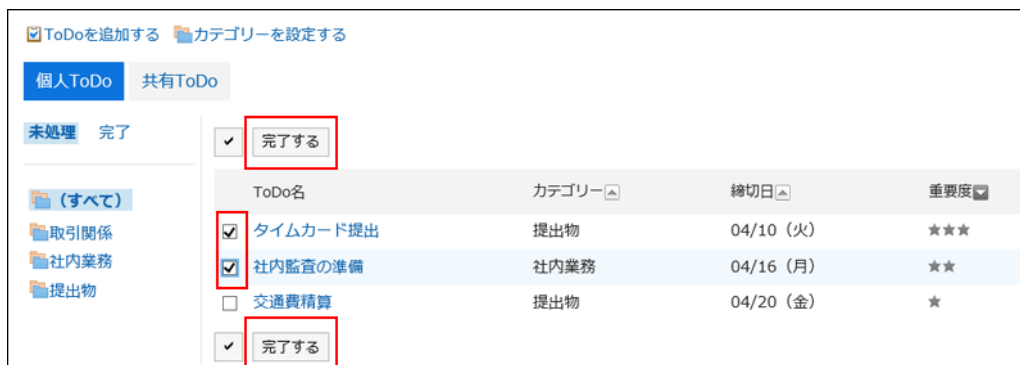 ToDoを追加する カテゴリーを設定する
個人ToDo 共有ToDo
未処理 完了
完了する
(すべて)
取引関係
社内業務
提出物
ToDo名 カテゴリー 締切日 重要度
タイムカード提出 提出物 04/10（火） ★★★
社内監査の準備 社内業務 04/16（月） ★★
交通費精算 提出物 04/20（金） ★
完了する